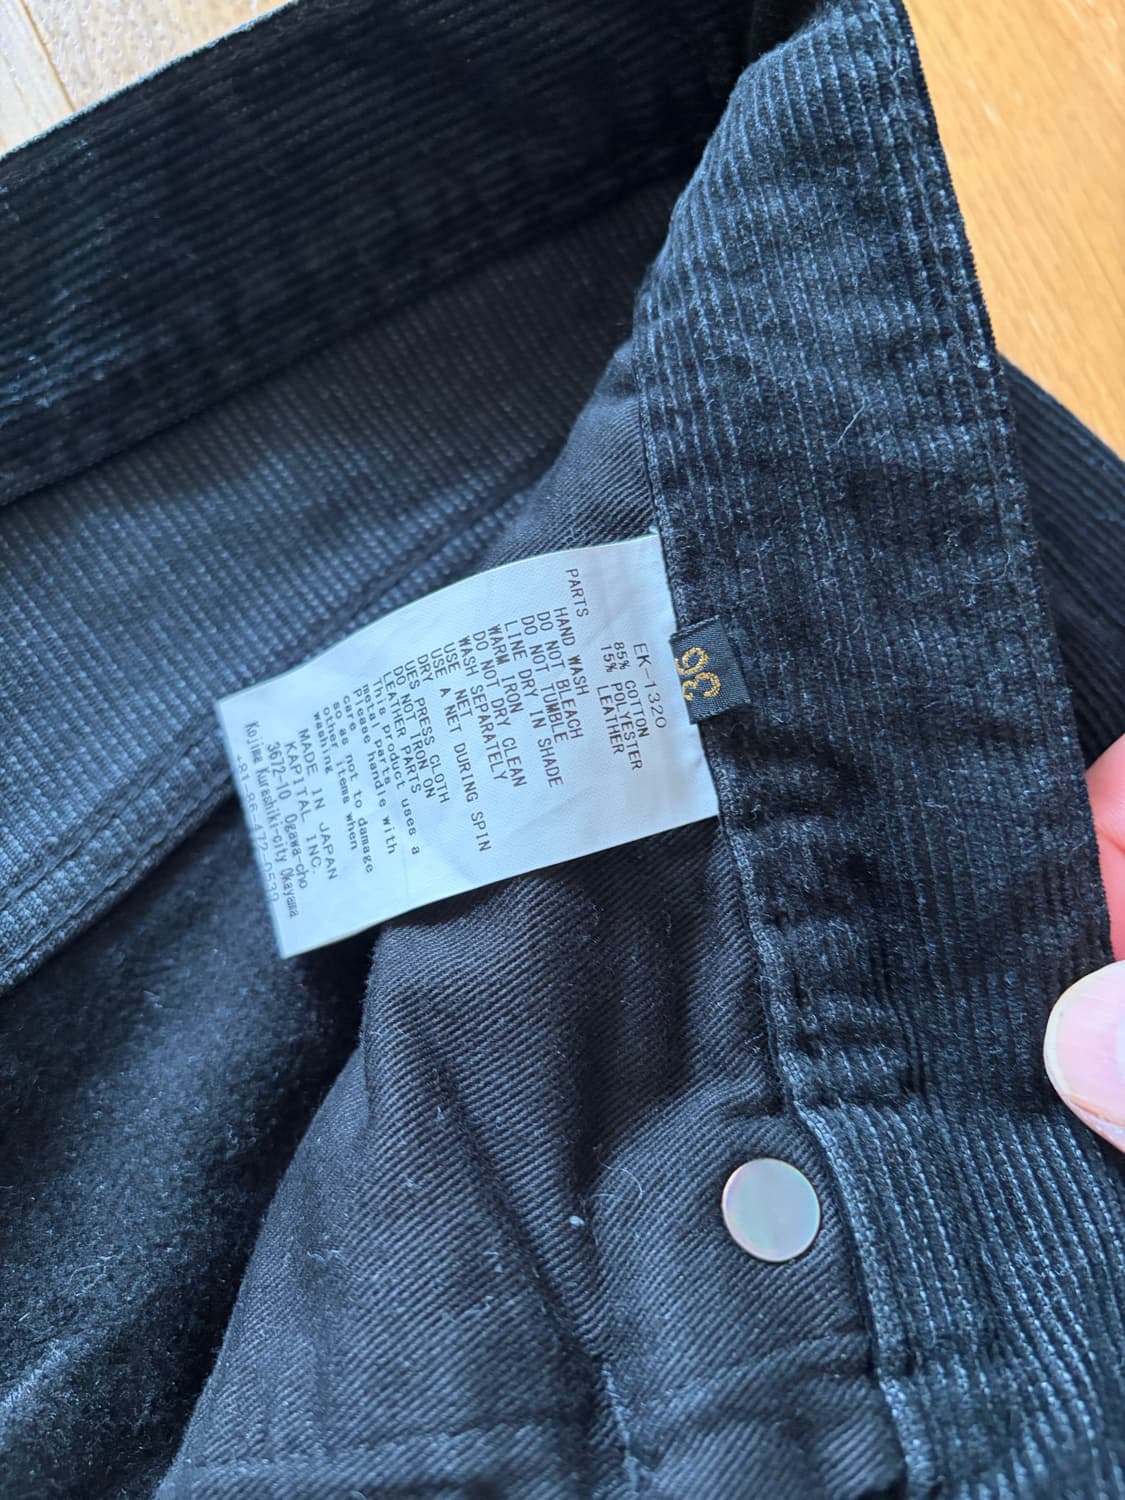 36
EK-1320
85% COTTON
15% POLYESTER
PARTS LEATHER
HAND WASH
DO NOT BLEACH
DO NOT TUMBLE
LINE DRY IN SHADE
WARM IRON
DO NOT DRY CLEAN
WASH SEPARATELY
USE A NET
USE A NET DURING SPIN
DRY
UES PRESS CLOTH
DO NOT IRON ON
LEATHER PARTS
This product uses a
metal parts
please handle with
care
so as not to damage
other items when
washing
MADE IN JAPAN
KAPITAL INC.
3672-10 Ogawa-cho
Kojima Kurashiki-city Okayama